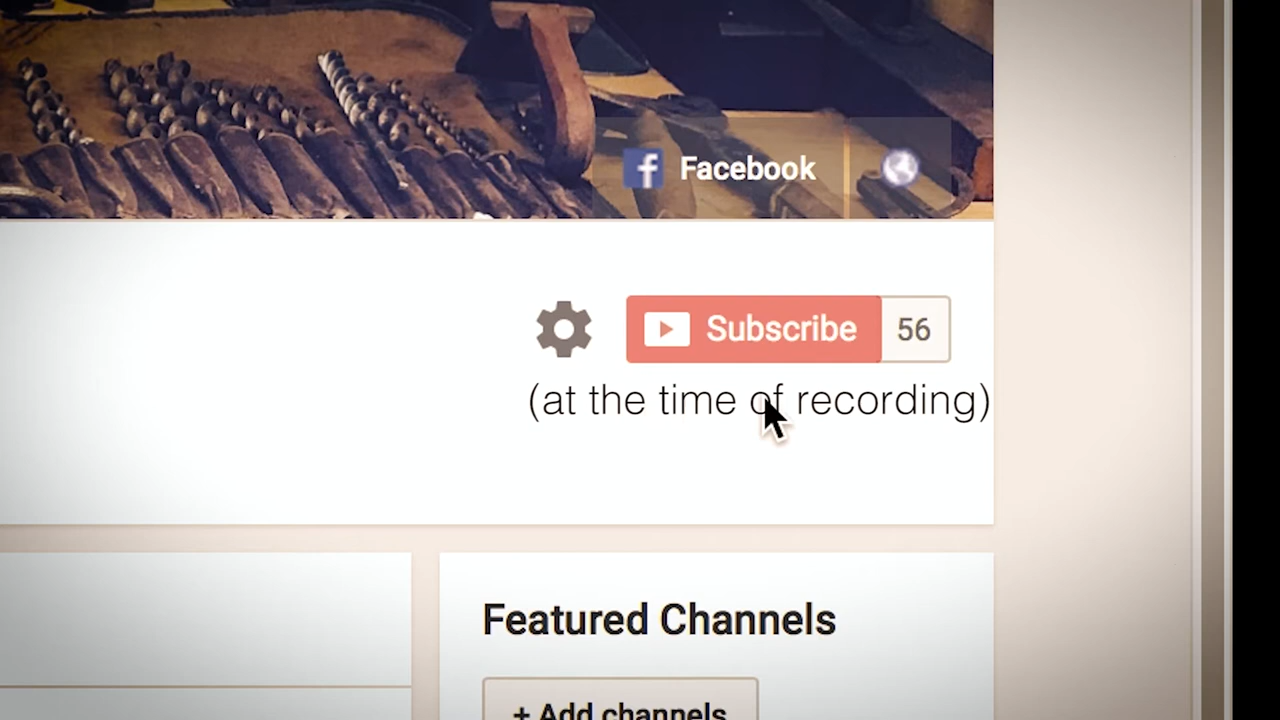 Facebook
Subscribe 56
(at the time of recording)
Featured Channels
+ Add channels